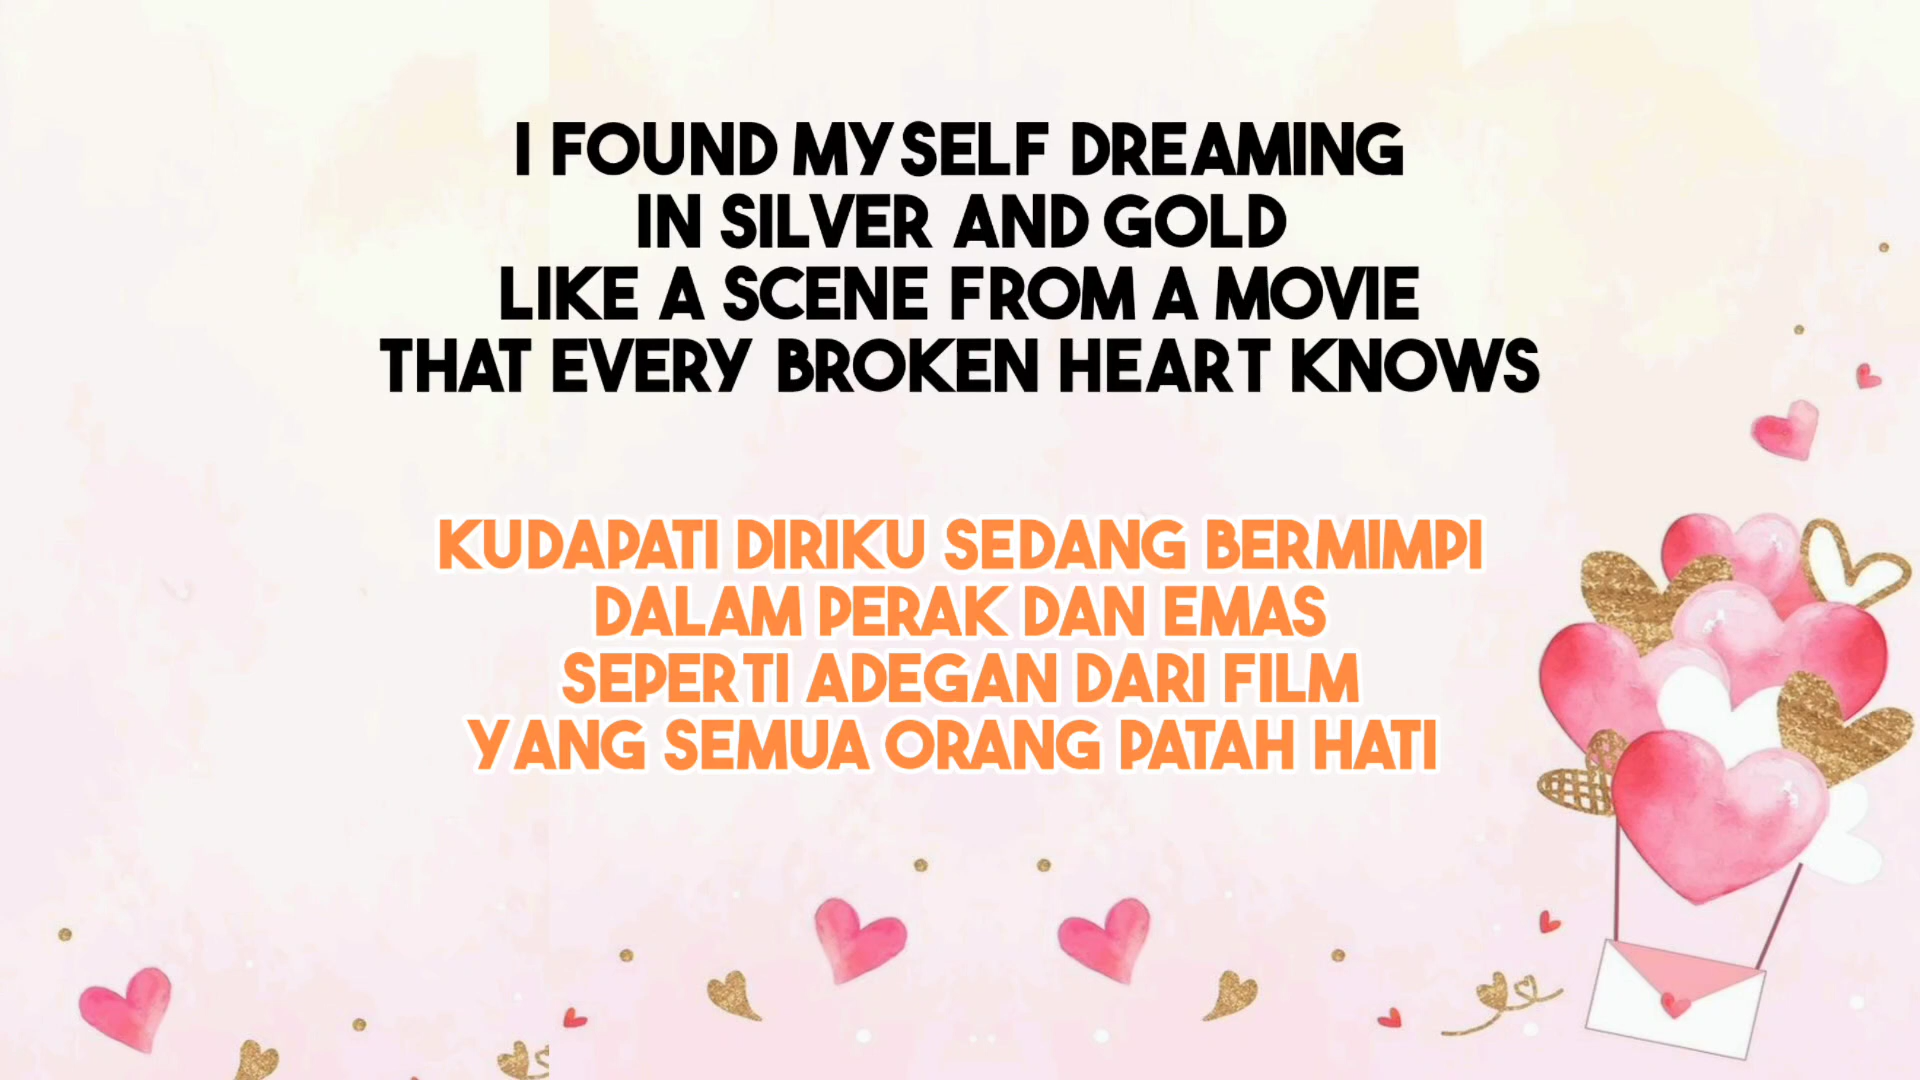 I FOUND MYSELF DREAMING
IN SILVER AND GOLD
LIKE A SCENE FROM A MOVIE
THAT EVERY BROKEN HEART KNOWS
KUDAPATI DIRIKU SEDANG BERMIMPI
DALAM PERAK DAN EMAS
SEPERTI ADEGAN DARI FILM
YANG SEMUA ORANG PATAH HATI